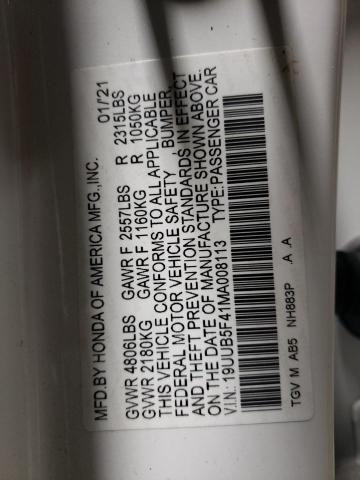 MFD.BY HONDA OF AMERICA MFG.,INC. 01/21
GVWR 4806LBS GAWR F 2557LBS R 2315LBS
GVWR 2180KG GAWR F 1160KG R 1050KG
THIS VEHICLE CONFORMS TO ALL APPLICABLE
FEDERAL MOTOR VEHICLE SAFETY , BUMPER,
AND THEFT PREVENTION STANDARDS IN EFFECT
ON THE DATE OF MANUFACTURE SHOWN ABOVE.
V.I.N.:19UUB5F41MA008113 TYPE:PASSENGER CAR
TGV M AB5 NH883P .A A